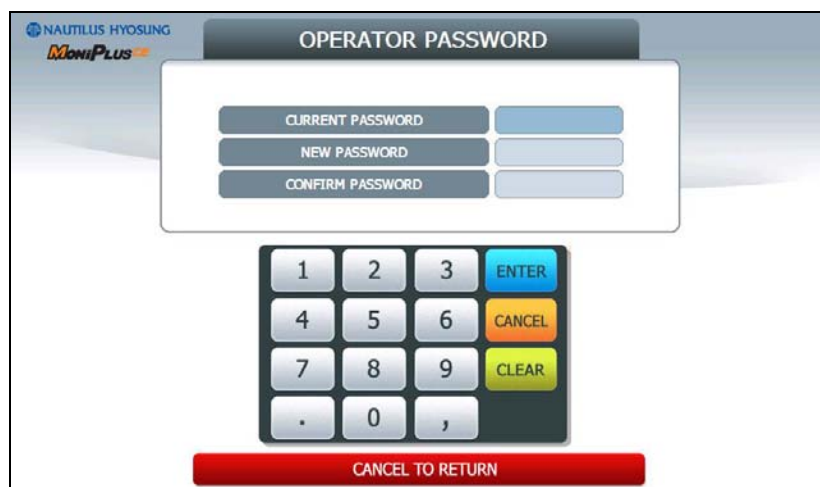 NAUTILUS HYOSUNG
MoniPlus CE
OPERATOR PASSWORD
CURRENT PASSWORD
NEW PASSWORD
CONFIRM PASSWORD
1 2 3 ENTER
4 5 6 CANCEL
7 8 9 CLEAR
. 0 ,
CANCEL TO RETURN